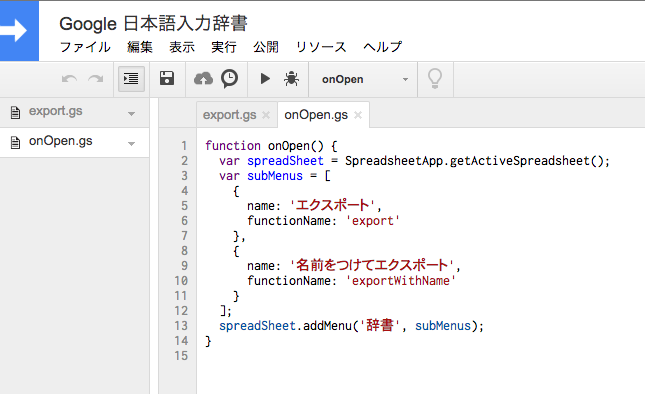 Google 日本語入力辞書
ファイル 編集 表示 実行 公開 リソース ヘルプ
onOpen
export.gs
onOpen.gs
export.gs × onOpen.gs ×
1 function onOpen() {
2 var spreadSheet = SpreadsheetApp.getActiveSpreadsheet();
3 var subMenus = [
4 {
5 name: 'エクスポート',
6 functionName: 'export'
7 },
8 {
9 name: '名前をつけてエクスポート',
10 functionName: 'exportWithName'
11 }
12 ];
13 spreadSheet.addMenu('辞書', subMenus);
14 }
15